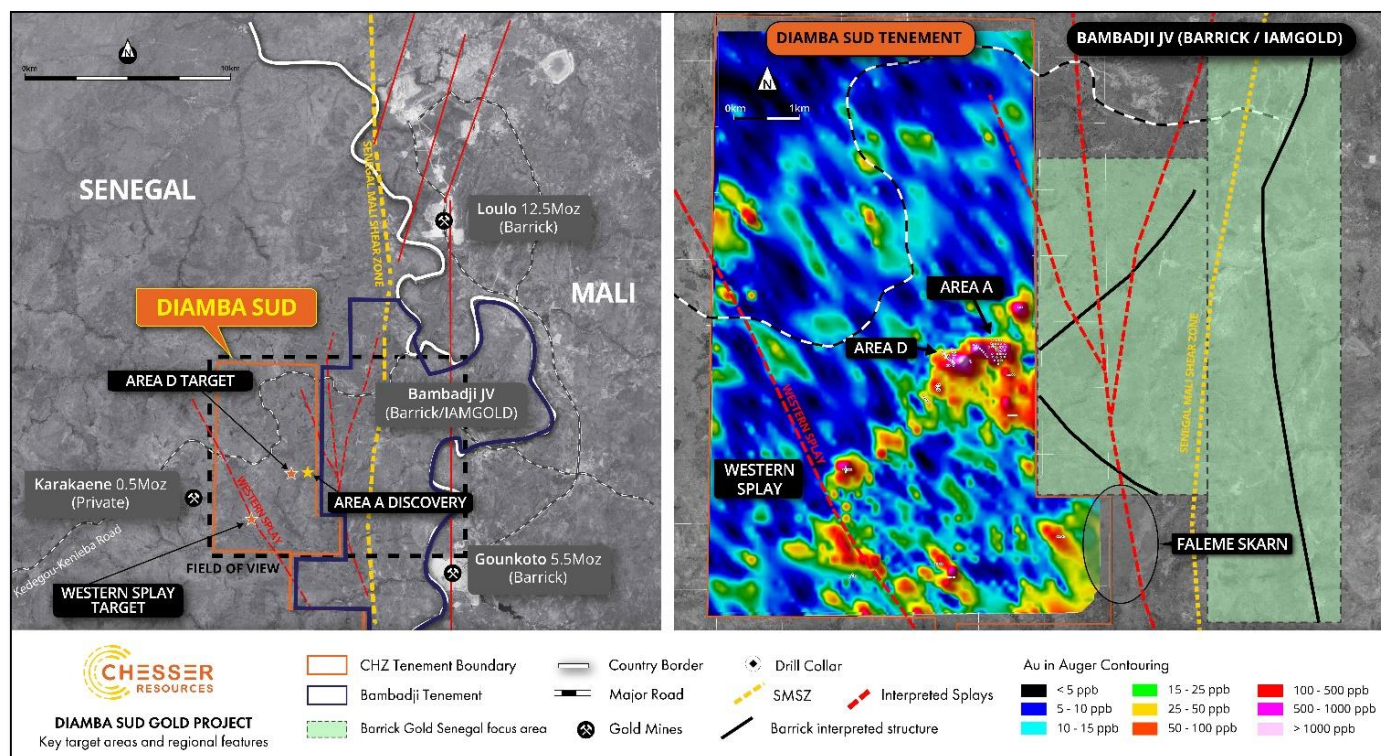 N
0km
10km
SENEGAL
SENEGAL MALI SHEAR ZONE
Loulo 12.5Moz
(Barrick)
MALI
DIAMBA SUD
AREA D TARGET
Bambadji JV
(Barrick/IAMGOLD)
Karakaene 0.5Moz
(Private)
AREA A DISCOVERY
WESTERN SPLAY
Kedegou-Kenieba Road
FIELD OF VIEW
WESTERN SPLAY
TARGET
Gounkoto 5.5Moz
(Barrick)
DIAMBA SUD TENEMENT
BAMBADJI JV (BARRICK / IAMGOLD)
N
0km
1km
AREA A
AREA D
WESTERN SPLAY
WESTERN
SPLAY
SENEGAL MALI SHEAR ZONE
FALEME SKARN
CHESSER
RESOURCES
DIAMBA SUD GOLD PROJECT
Key target areas and regional features
CHZ Tenement Boundary
Bambadji Tenement
Barrick Gold Senegal focus area
Country Border
Major Road
Gold Mines
Drill Collar
SMSZ
Interpreted Splays
Barrick interpreted structure
Au in Auger Contouring
< 5 ppb
5 - 10 ppb
10 - 15 ppb
15 - 25 ppb
25 - 50 ppb
50 - 100 ppb
100 - 500 ppb
500 - 1000 ppb
> 1000 ppb